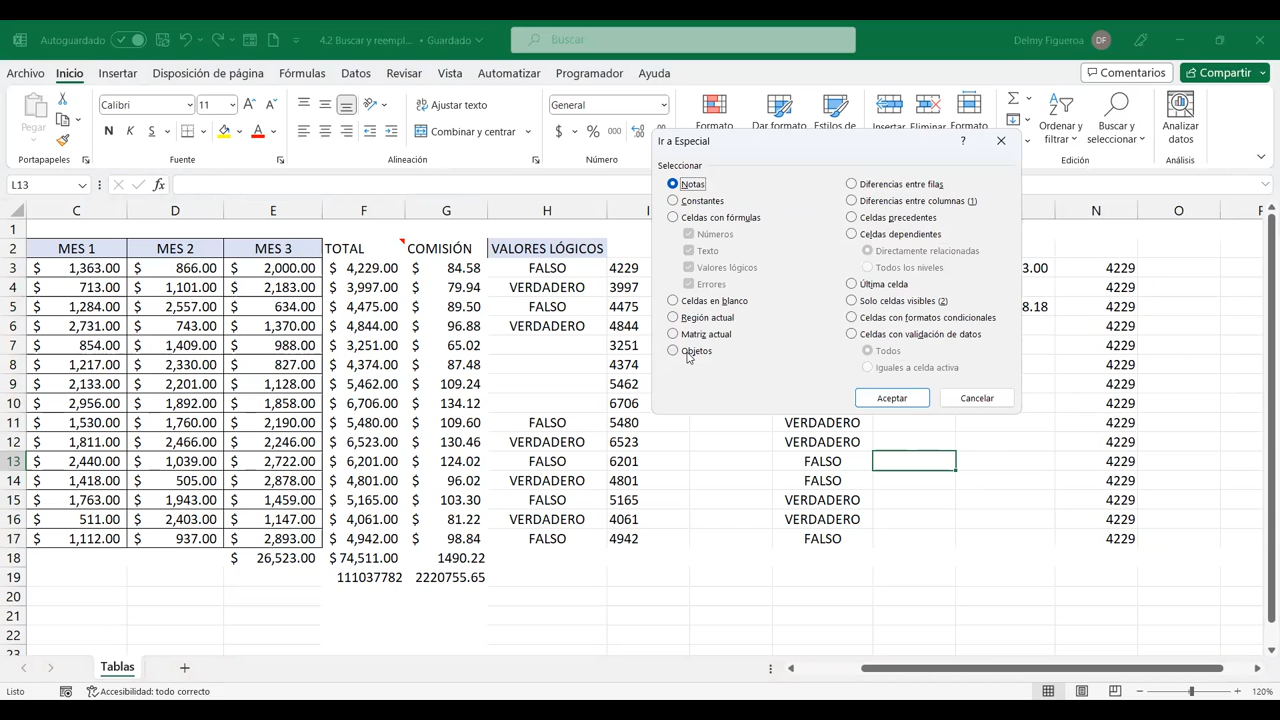 Autoguardado
4.2 Buscar y reempl... • Guardado
Buscar
Delmy Figueroa DF
Archivo Inicio Insertar Disposición de página Fórmulas Datos Revisar Vista Automatizar Programador Ayuda
Comentarios Compartir
Pegar
Portapapeles
Calibri 11
N K S
Fuente
Ajustar texto
Combinar y centrar
Alineación
General
$ %
Número
Formato Dar formato Estilos de
Insertar Eliminar Formato
Ordenar y filtrar
Buscar y seleccionar
Edición
Analizar datos
Análisis
L13
fx
Ir a Especial
?
Seleccionar
Notas
Constantes
Celdas con fórmulas
Números
Texto
Valores lógicos
Errores
Celdas en blanco
Región actual
Matriz actual
Objetos
Diferencias entre filas
Diferencias entre columnas (1)
Celdas precedentes
Celdas dependientes
Directamente relacionadas
Todos los niveles
Última celda
Solo celdas visibles (2)
Celdas con formatos condicionales
Celdas con validación de datos
Todos
Iguales a celda activa
Aceptar Cancelar
C D E F G H I N O
1
2 MES 1 MES 2 MES 3 TOTAL COMISIÓN VALORES LÓGICOS
3 $ 1,363.00 $ 866.00 $ 2,000.00 $ 4,229.00 $ 84.58 FALSO 4229 3.00 4229
4 $ 713.00 $ 1,101.00 $ 2,183.00 $ 3,997.00 $ 79.94 VERDADERO 3997 4229
5 $ 1,284.00 $ 2,557.00 $ 634.00 $ 4,475.00 $ 89.50 FALSO 4475 8.18 4229
6 $ 2,731.00 $ 743.00 $ 1,370.00 $ 4,844.00 $ 96.88 VERDADERO 4844 4229
7 $ 854.00 $ 1,409.00 $ 988.00 $ 3,251.00 $ 65.02 3251 4229
8 $ 1,217.00 $ 2,330.00 $ 827.00 $ 4,374.00 $ 87.48 4374 4229
9 $ 2,133.00 $ 2,201.00 $ 1,128.00 $ 5,462.00 $ 109.24 5462 4229
10 $ 2,956.00 $ 1,892.00 $ 1,858.00 $ 6,706.00 $ 134.12 6706 4229
11 $ 1,530.00 $ 1,760.00 $ 2,190.00 $ 5,480.00 $ 109.60 FALSO 5480 VERDADERO 4229
12 $ 1,811.00 $ 2,466.00 $ 2,246.00 $ 6,523.00 $ 130.46 VERDADERO 6523 VERDADERO 4229
13 $ 2,440.00 $ 1,039.00 $ 2,722.00 $ 6,201.00 $ 124.02 FALSO 6201 FALSO 4229
14 $ 1,418.00 $ 505.00 $ 2,878.00 $ 4,801.00 $ 96.02 VERDADERO 4801 FALSO 4229
15 $ 1,763.00 $ 1,943.00 $ 1,459.00 $ 5,165.00 $ 103.30 FALSO 5165 VERDADERO 4229
16 $ 511.00 $ 2,403.00 $ 1,147.00 $ 4,061.00 $ 81.22 VERDADERO 4061 VERDADERO 4229
17 $ 1,112.00 $ 937.00 $ 2,893.00 $ 4,942.00 $ 98.84 FALSO 4942 FALSO 4229
18 $ 26,523.00 $ 74,511.00 1490.22
19 111037782 2220755.65
20
21
22
Tablas
Listo Accesibilidad: todo correcto 120%